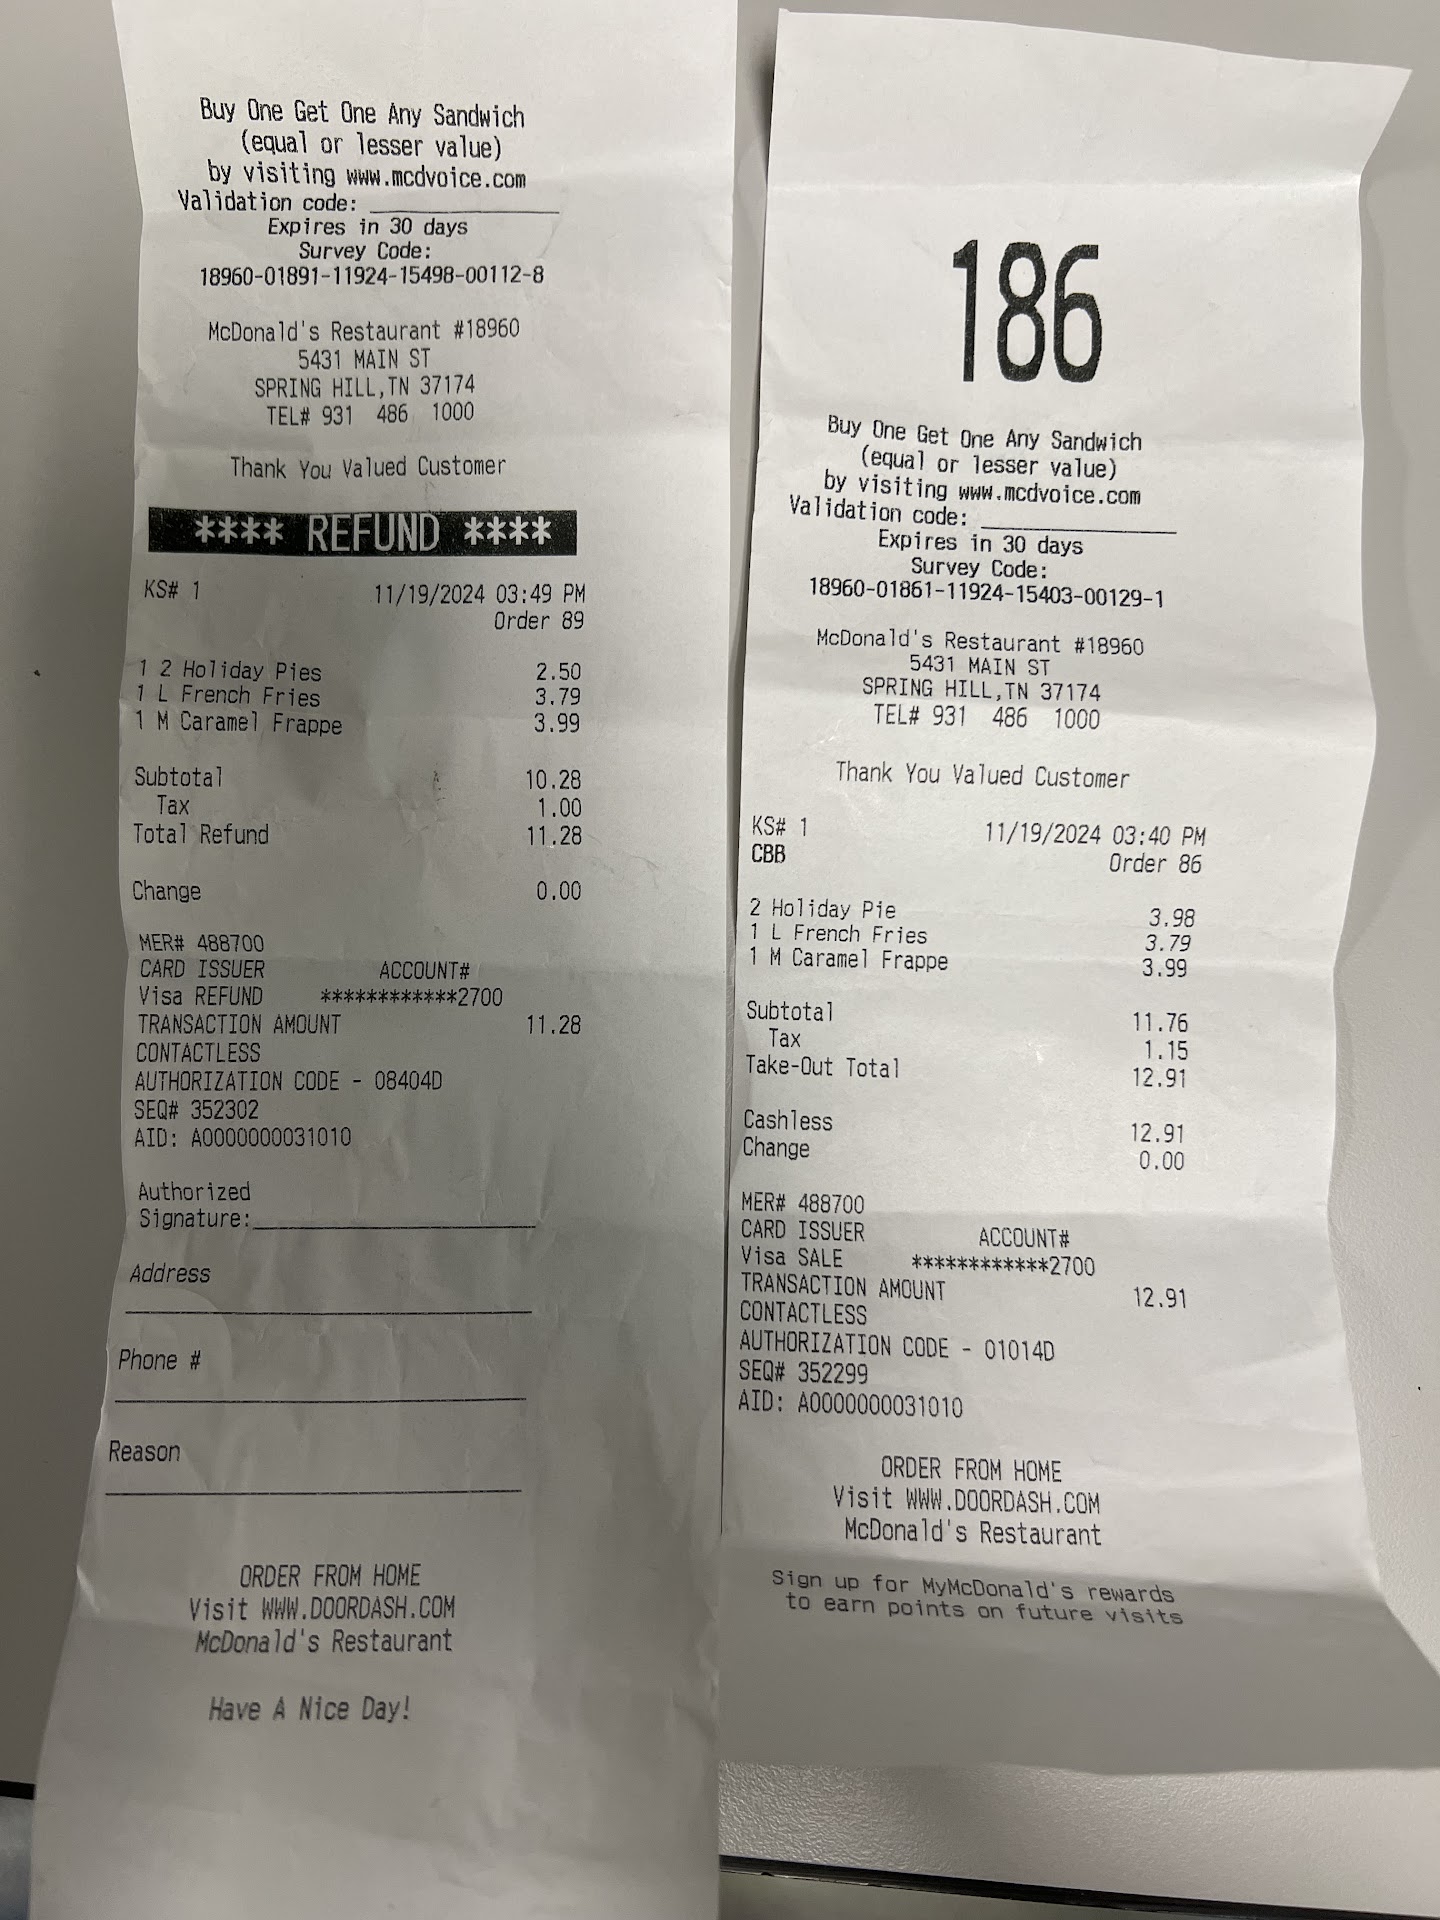 Buy One Get One Any Sandwich
(equal or lesser value)
by visiting www.mcdvoice.com
Validation code: ______________
Expires in 30 days
Survey Code:
18960-01891-11924-15498-00112-8
McDonald's Restaurant #18960
5431 MAIN ST
SPRING HILL,TN 37174
TEL# 931 486 1000
Thank You Valued Customer
**** REFUND ****
KS# 1 11/19/2024 03:49 PM
Order 89
1 2 Holiday Pies 2.50
1 L French Fries 3.79
1 M Caramel Frappe 3.99
Subtotal 10.28
Tax 1.00
Total Refund 11.28
Change 0.00
MER# 488700
CARD ISSUER ACCOUNT#
Visa REFUND ************2700
TRANSACTION AMOUNT 11.28
CONTACTLESS
AUTHORIZATION CODE - 08404D
SEQ# 352302
AID: A0000000031010
Authorized
Signature:______________
Address
Phone #
Reason
ORDER FROM HOME
Visit WWW.DOORDASH.COM
McDonald's Restaurant
Have A Nice Day!
186
Buy One Get One Any Sandwich
(equal or lesser value)
by visiting www.mcdvoice.com
Validation code: ______________
Expires in 30 days
Survey Code:
18960-01861-11924-15403-00129-1
McDonald's Restaurant #18960
5431 MAIN ST
SPRING HILL,TN 37174
TEL# 931 486 1000
Thank You Valued Customer
KS# 1 11/19/2024 03:40 PM
CBB Order 86
2 Holiday Pie 3.98
1 L French Fries 3.79
1 M Caramel Frappe 3.99
Subtotal 11.76
Tax 1.15
Take-Out Total 12.91
Cashless 12.91
Change 0.00
MER# 488700
CARD ISSUER ACCOUNT#
Visa SALE ************2700
TRANSACTION AMOUNT 12.91
CONTACTLESS
AUTHORIZATION CODE - 01014D
SEQ# 352299
AID: A0000000031010
ORDER FROM HOME
Visit WWW.DOORDASH.COM
McDonald's Restaurant
Sign up for MyMcDonald's rewards
to earn points on future visits